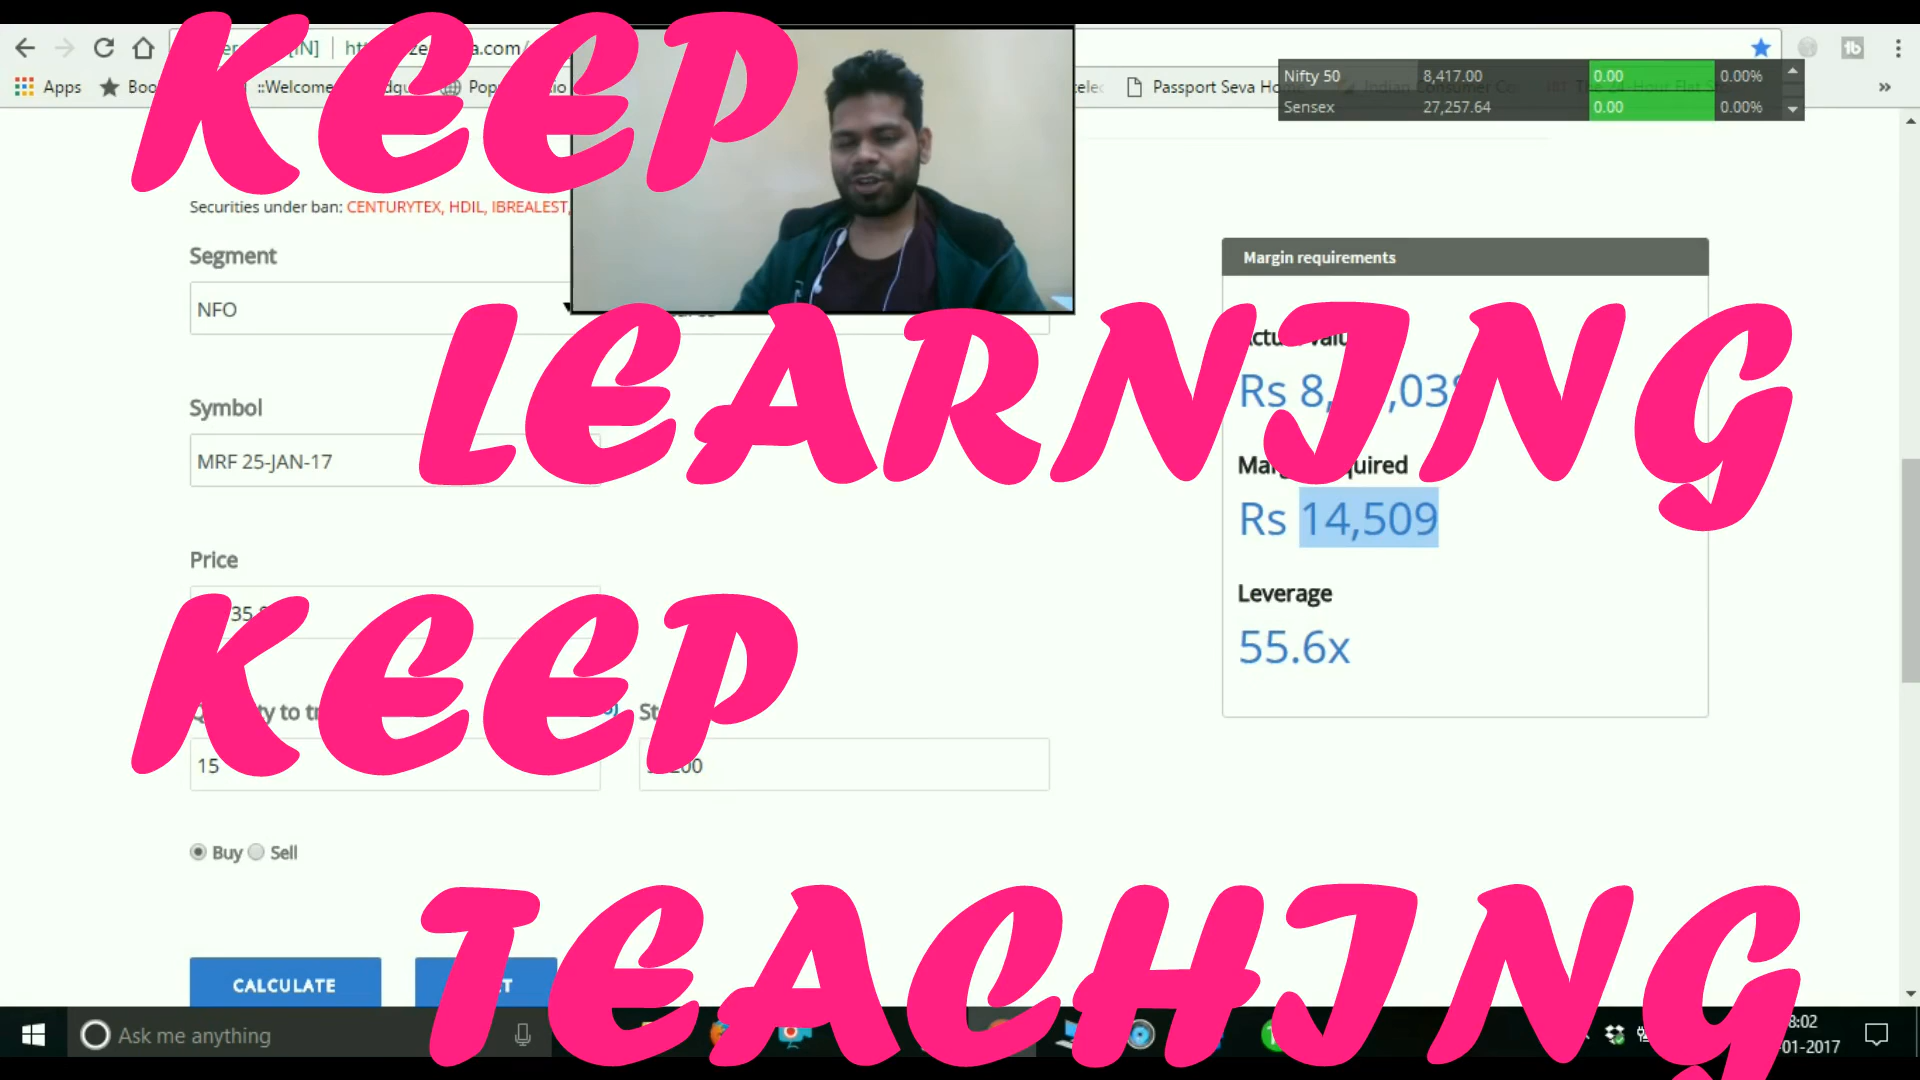 KEEP
LEARNING
KEEP
TEACHING
Apps
Passport Seva
Nifty 50 8,417.00 0.00 0.00%
Sensex 27,257.64 0.00 0.00%
Securities under ban: CENTURYTEX, HDIL, IBREALEST,
Segment
NFO
Symbol
MRF 25-JAN-17
Price
15
Buy Sell
CALCULATE
Margin requirements
Rs
Rs 14,509
Leverage
55.6x
Ask me anything